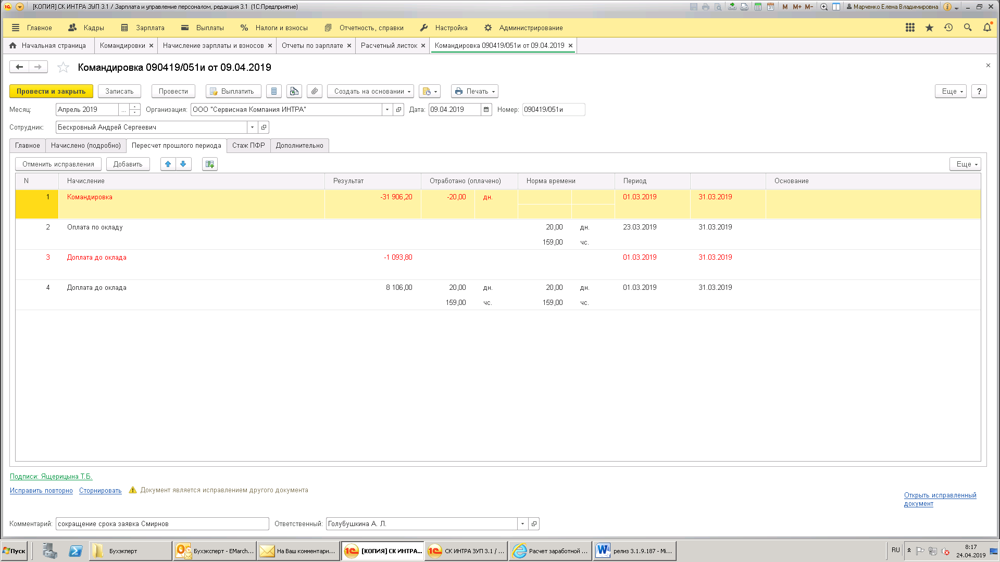 [КОПИЯ] СК ИНТРА ЗУП 3.1 / Зарплата и управление персоналом, редакция 3.1 (1С:Предприятие)
M M+ M- Марченко Елена Владимировна
Главное Кадры Зарплата Выплаты Налоги и взносы Отчетность, справки Настройка Администрирование
Начальная страница Командировки Начисление зарплаты и взносов Отчеты по зарплате Расчетный листок Командировка 090419/051и от 09.04.2019
Командировка 090419/051и от 09.04.2019
Провести и закрыть Записать Провести Выплатить Создать на основании Печать Еще ?
Месяц: Апрель 2019 ... Организация: ООО "Сервисная Компания ИНТРА" Дата: 09.04.2019 Номер: 090419/051и
Сотрудник: Бескровный Андрей Сергеевич
Главное Начислено (подробно) Пересчет прошлого периода Стаж ПФР Дополнительно
Отменить исправления Добавить Еще
N Начисление Результат Отработано (оплачено) Норма времени Период Основание
1 Командировка -31 906,20 -20,00 дн. 01.03.2019 31.03.2019
2 Оплата по окладу 20,00 дн. 23.03.2019 31.03.2019
159,00 чс.
3 Доплата до оклада -1 093,80 01.03.2019 31.03.2019
4 Доплата до оклада 8 106,00 20,00 дн. 20,00 дн. 01.03.2019 31.03.2019
159,00 чс. 159,00 чс.
Подписи: Ящерицына Т.Б.
Исправить повторно Сторнировать Документ является исправлением другого документа
Открыть исправленный
документ
Комментарий: сокращение срока заявка Смирнов Ответственный: Голубушкина А. Л.
Пуск Бухэкперт Бухэксперт - EMarch... На Ваш комментари... [КОПИЯ] СК ИНТРА... СК ИНТРА ЗУП 3.1 / ... Расчет заработной ... релиз 3.1.9.187 - Mi... RU 8:17
24.04.2019